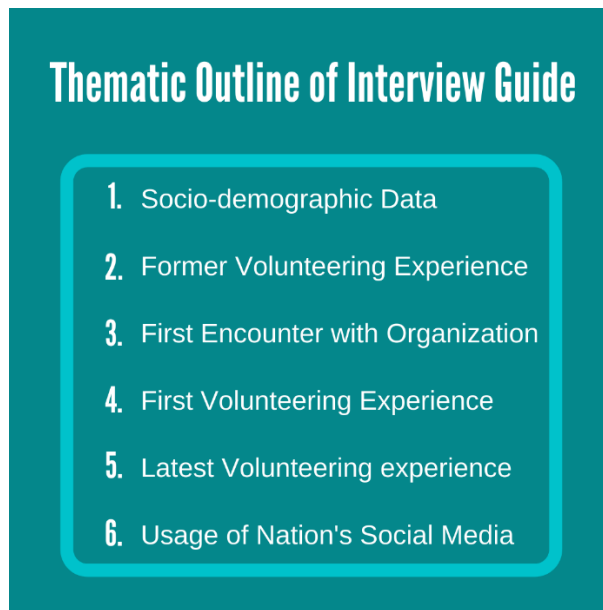 Thematic Outline of Interview Guide
1. Socio-demographic Data
2. Former Volunteering Experience
3. First Encounter with Organization
4. First Volunteering Experience
5. Latest Volunteering experience
6. Usage of Nation's Social Media